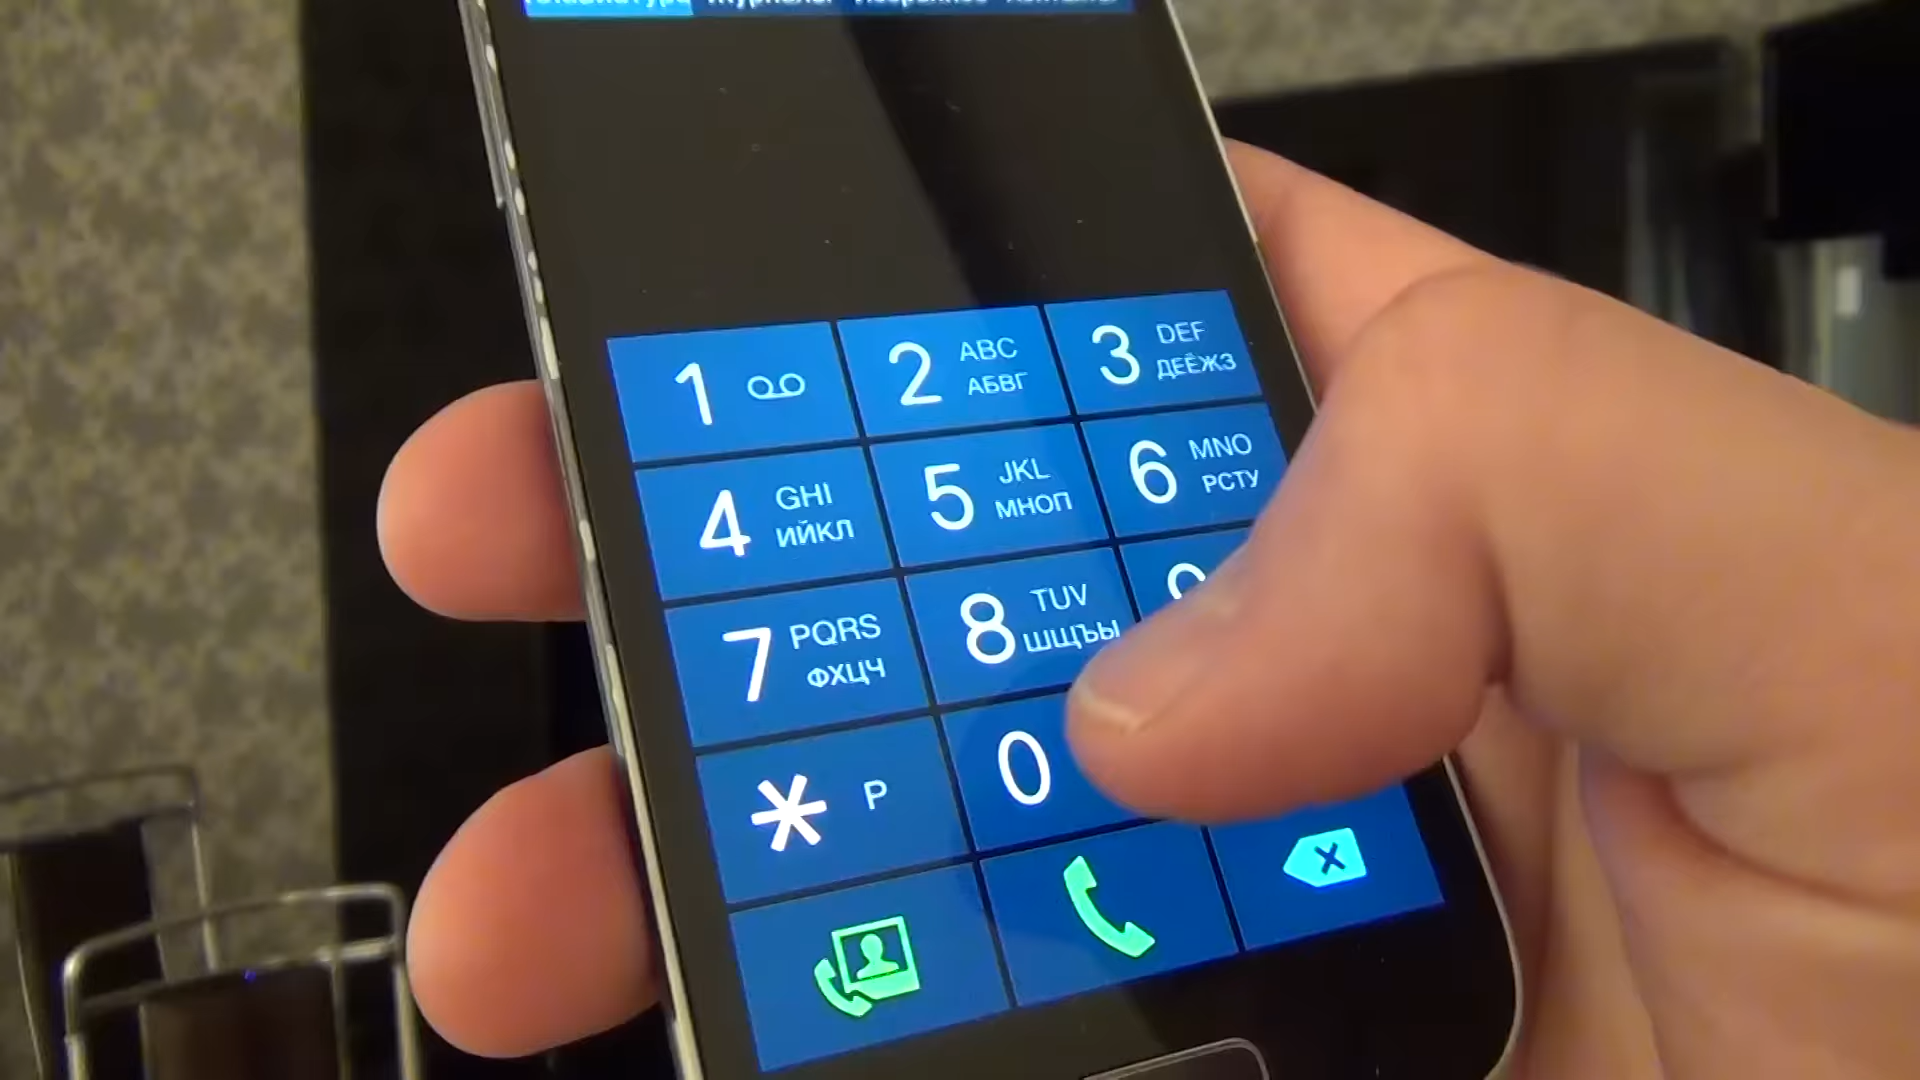 1
2 ABC
АБВГ
3 DEF
ДЕЁЖЗ
4 GHI
ИЙКЛ
5 JKL
МНОП
6 MNO
РСТУ
7 PQRS
ФХЦЧ
8 TUV
ШЩЪЫ
* P
0